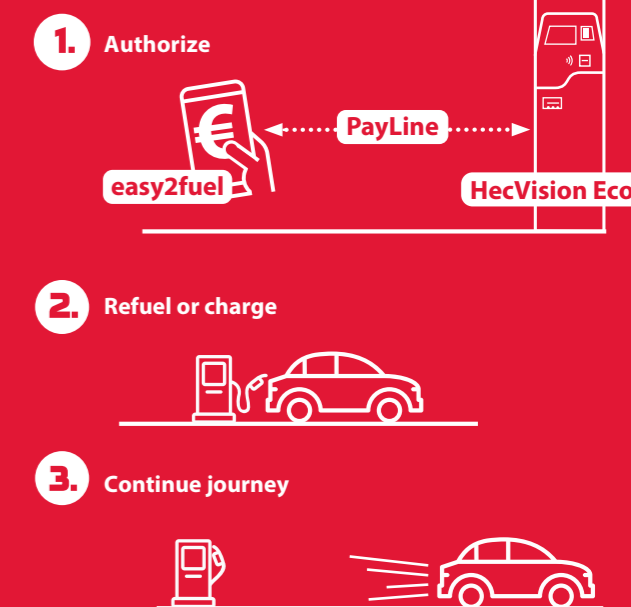 1. Authorize
€
PayLine
easy2fuel
HecVision Eco
2. Refuel or charge
3. Continue journey